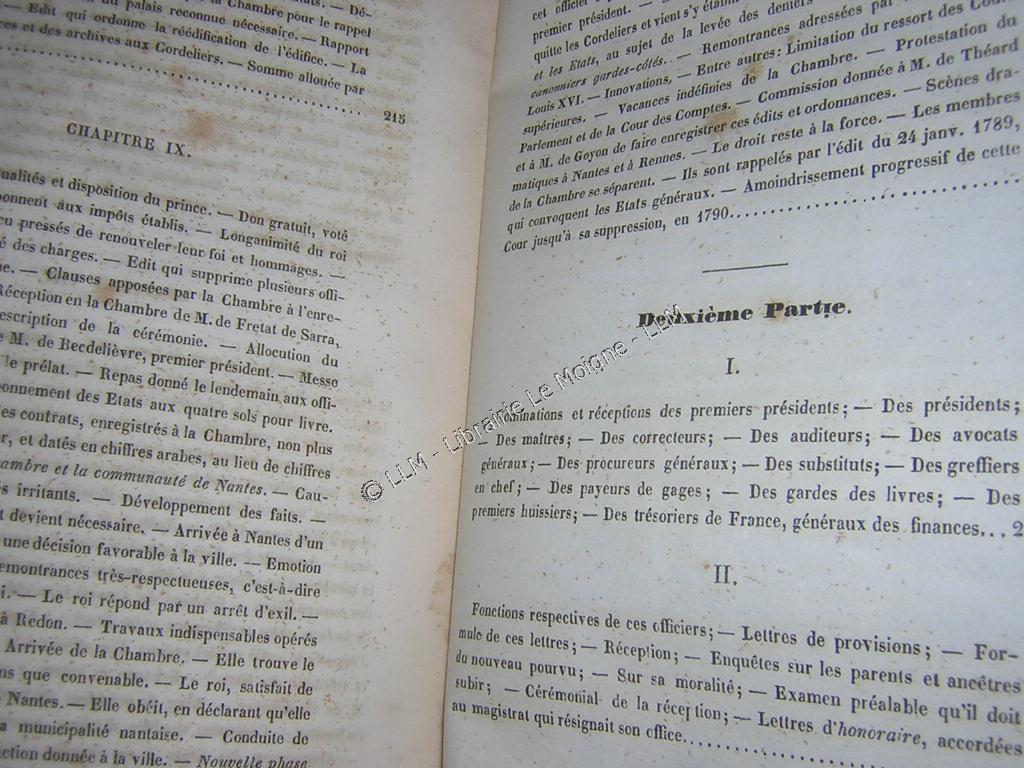 tats. — Dé-
la Chambre pour le rappel
du palais reconnue nécessaire. — Rapport
— Edit qui ordonne la réédification de l'édifice. — La
ces et des archives aux Cordeliers. — Somme allouée par
215
CHAPITRE IX.
ualités et disposition du prince. — Don gratuit, voté
onnent aux impôts établis. — Longanimité du roi
eu pressés de renouveler leur foi et hommages. —
é des charges. — Edit qui supprime plusieurs offi-
ne. — Clauses apposées par la Chambre à l'enre-
Réception en la Chambre de M. de Fretat de Sarra,
escription de la cérémonie. — Allocution du
e M. de Becdelièvre, premier président. — Messe
le prélat. — Repas donné le lendemain aux offi-
onnement des Etats aux quatre sols pour livre.
es contrats, enregistrés à la Chambre, non plus
r, et datés en chiffres arabes, au lieu de chiffres
ambre et la communauté de Nantes. — Cau-
s irritants. — Développement des faits. —
t devient nécessaire. — Arrivée à Nantes d'un
une décision favorable à la ville. — Emotion
emontrances très-respectueuses, c'est-à-dire
i. — Le roi répond par un arrêt d'exil. —
à Redon. — Travaux indispensables opérés
Arrivée de la Chambre. — Elle trouve le
ns que convenable. — Le roi, satisfait de
Nantes. — Elle obéit, en déclarant qu'elle
a municipalité nantaise. — Conduite de
ction donnée à la ville. — Nouvelle phase
cet officier
premier président. —
quitte les Cordeliers et vient s'y établir
et les Etats, au sujet de la levée des deniers
canonniers gardes-côtés. — Remontrances adressées par
Louis XVI. — Innovations. — Entre autres: Limitation du ressort des Cours
supérieures. — Vacances indéfinies de la Chambre. — Protestation du
Parlement et de la Cour des Comptes. — Commission donnée à M. de Théard
et à M. de Goyon de faire enregistrer ces édits et ordonnances. — Scènes dra-
matiques à Nantes et à Rennes. — Le droit reste à la force. — Les membres
de la Chambre se séparent. — Ils sont rappelés par l'édit du 24 janv. 1789,
qui convoquent les Etats généraux. — Amoindrissement progressif de cette
Cour jusqu'à sa suppression, en 1790
Deuxième Partie.
I.
Nominations et réceptions des premiers présidents; — Des présidents;
— Des maîtres; — Des correcteurs; — Des auditeurs; — Des avocats
généraux; — Des procureurs généraux; — Des substituts; — Des greffiers
en chef; — Des payeurs de gages; — Des gardes des livres; — Des
premiers huissiers; — Des trésoriers de France, généraux des finances... 2
II.
Fonctions respectives de ces officiers; — Lettres de provisions; — For-
mule de ces lettres; — Réception; — Enquêtes sur les parents et ancêtres
du nouveau pourvu; — Sur sa moralité; — Examen préalable qu'il doit
subir; — Cérémonial de la réception; — Lettres d'honoraire, accordées
au magistrat qui résignait son office
© LLM - Librairie Le Moigne - LLM